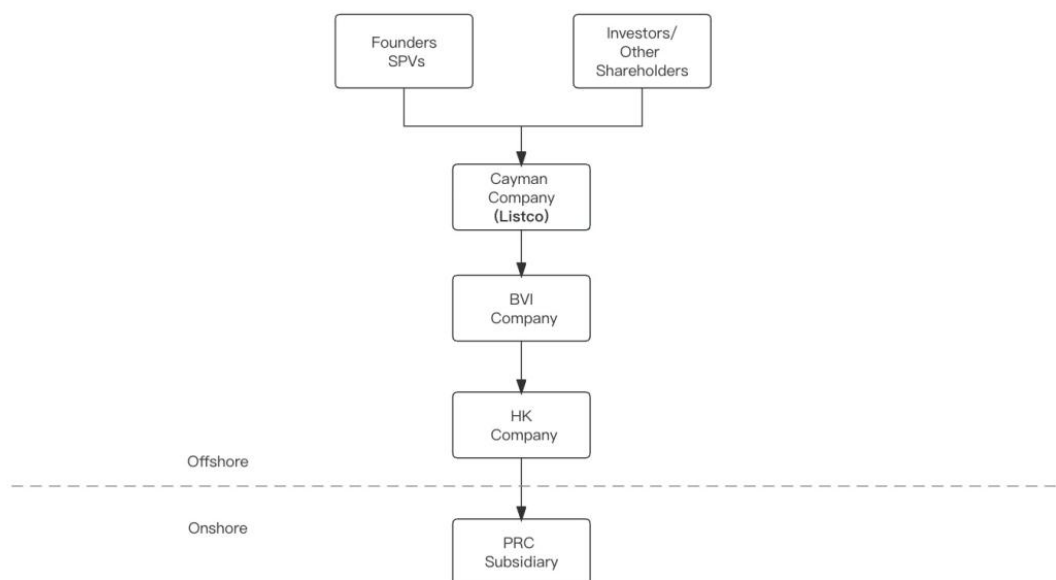 Founders
SPVs
Investors/
Other
Shareholders
Cayman
Company
(Listco)
BVI
Company
HK
Company
Offshore
Onshore
PRC
Subsidiary